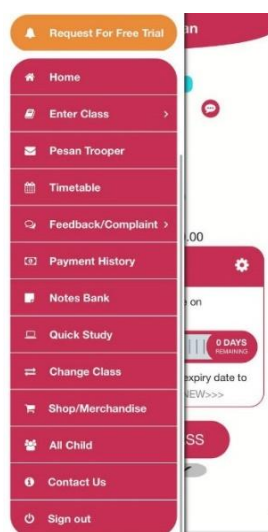 Request For Free Trial
an
Home
Enter Class
Pesan Trooper
Timetable
Feedback/Complaint
.00
Payment History
Notes Bank
on
Quick Study
0 DAYS
REMAINING
Change Class
expiry date to
NEW>>>
Shop/Merchandise
All Child
SS
Contact Us
Sign out